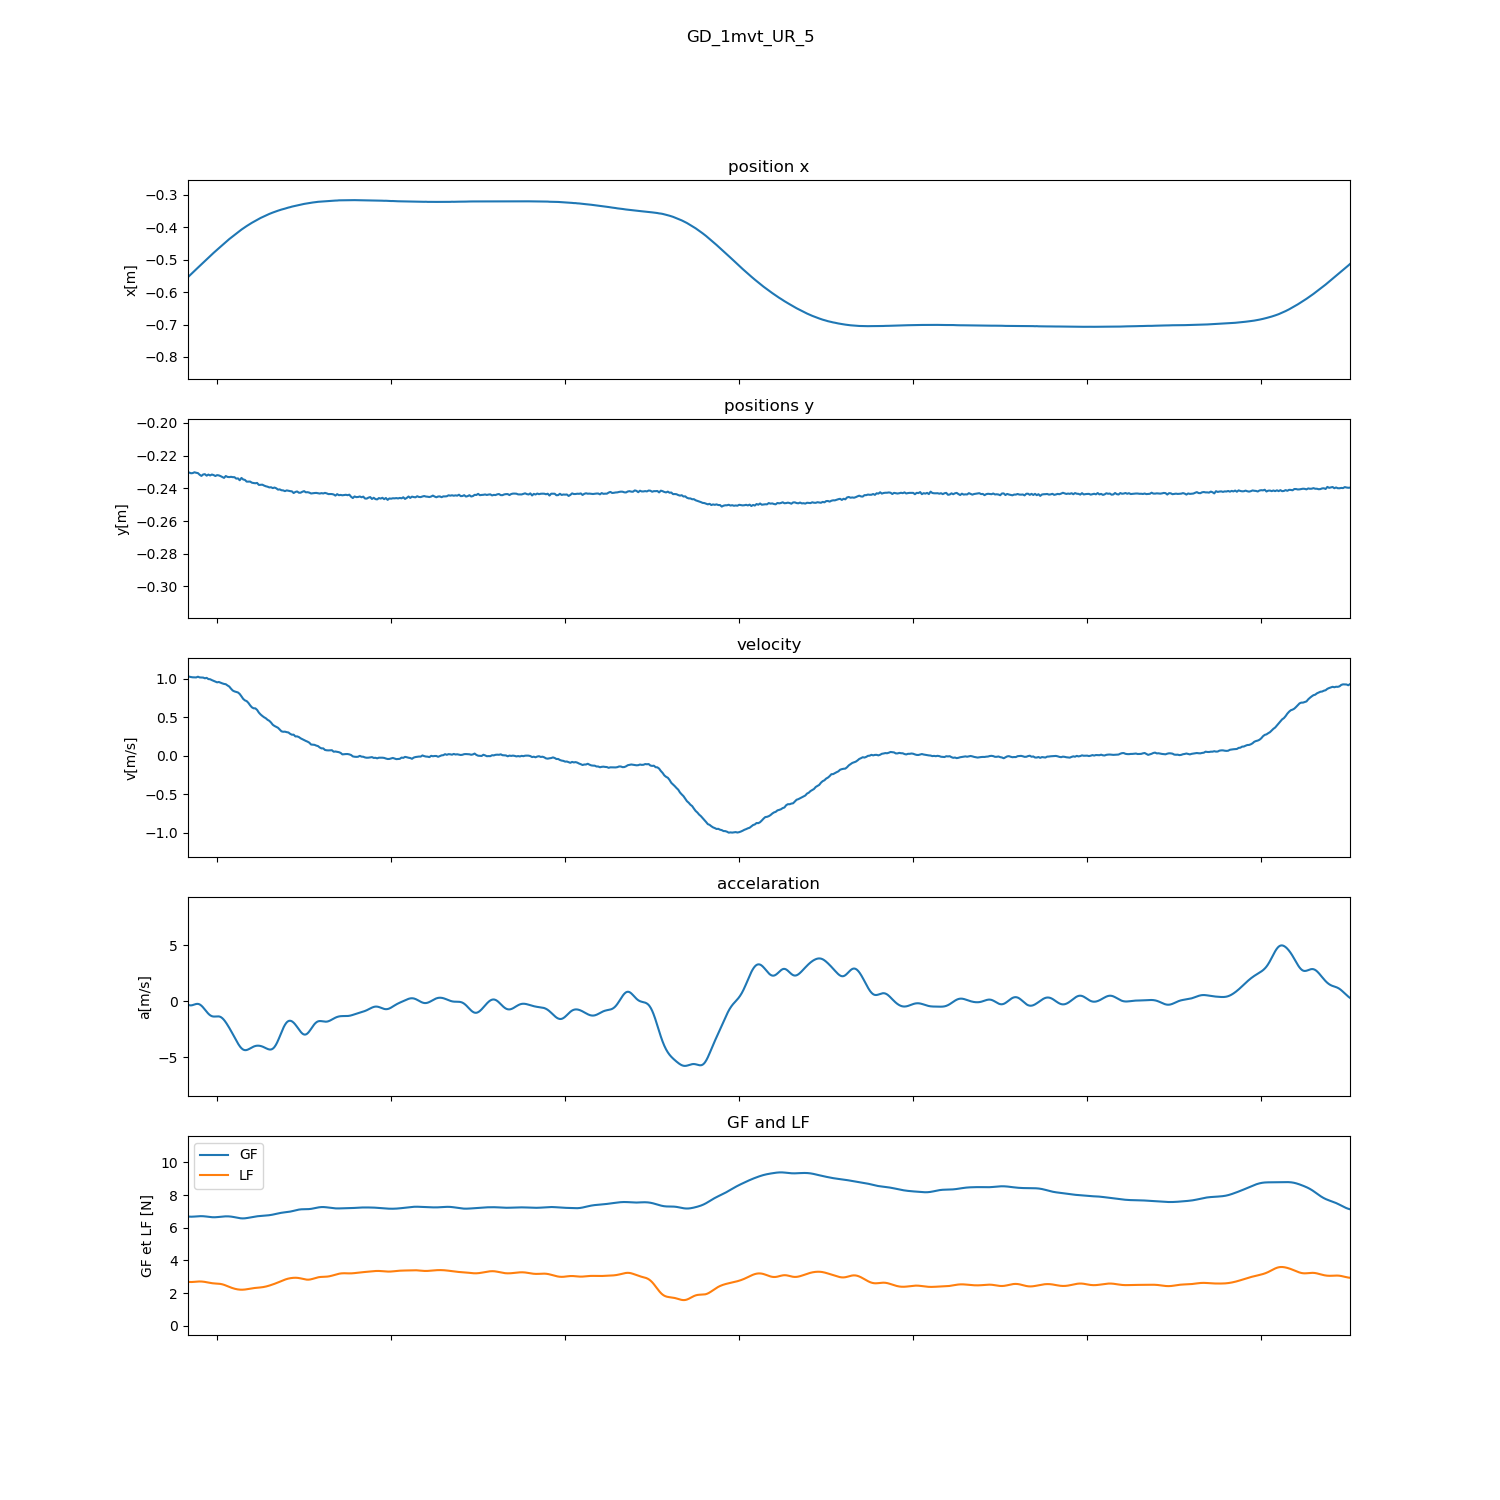 GD_1mvt_UR_5
position x
−0.3
−0.4
−0.5
−0.6
−0.7
−0.8
x[m]
positions y
−0.20
−0.22
−0.24
−0.26
−0.28
−0.30
y[m]
velocity
1.0
0.5
0.0
−0.5
−1.0
v[m/s]
accelaration
5
0
−5
a[m/s]
GF and LF
GF
LF
10
8
6
4
2
0
GF et LF [N]